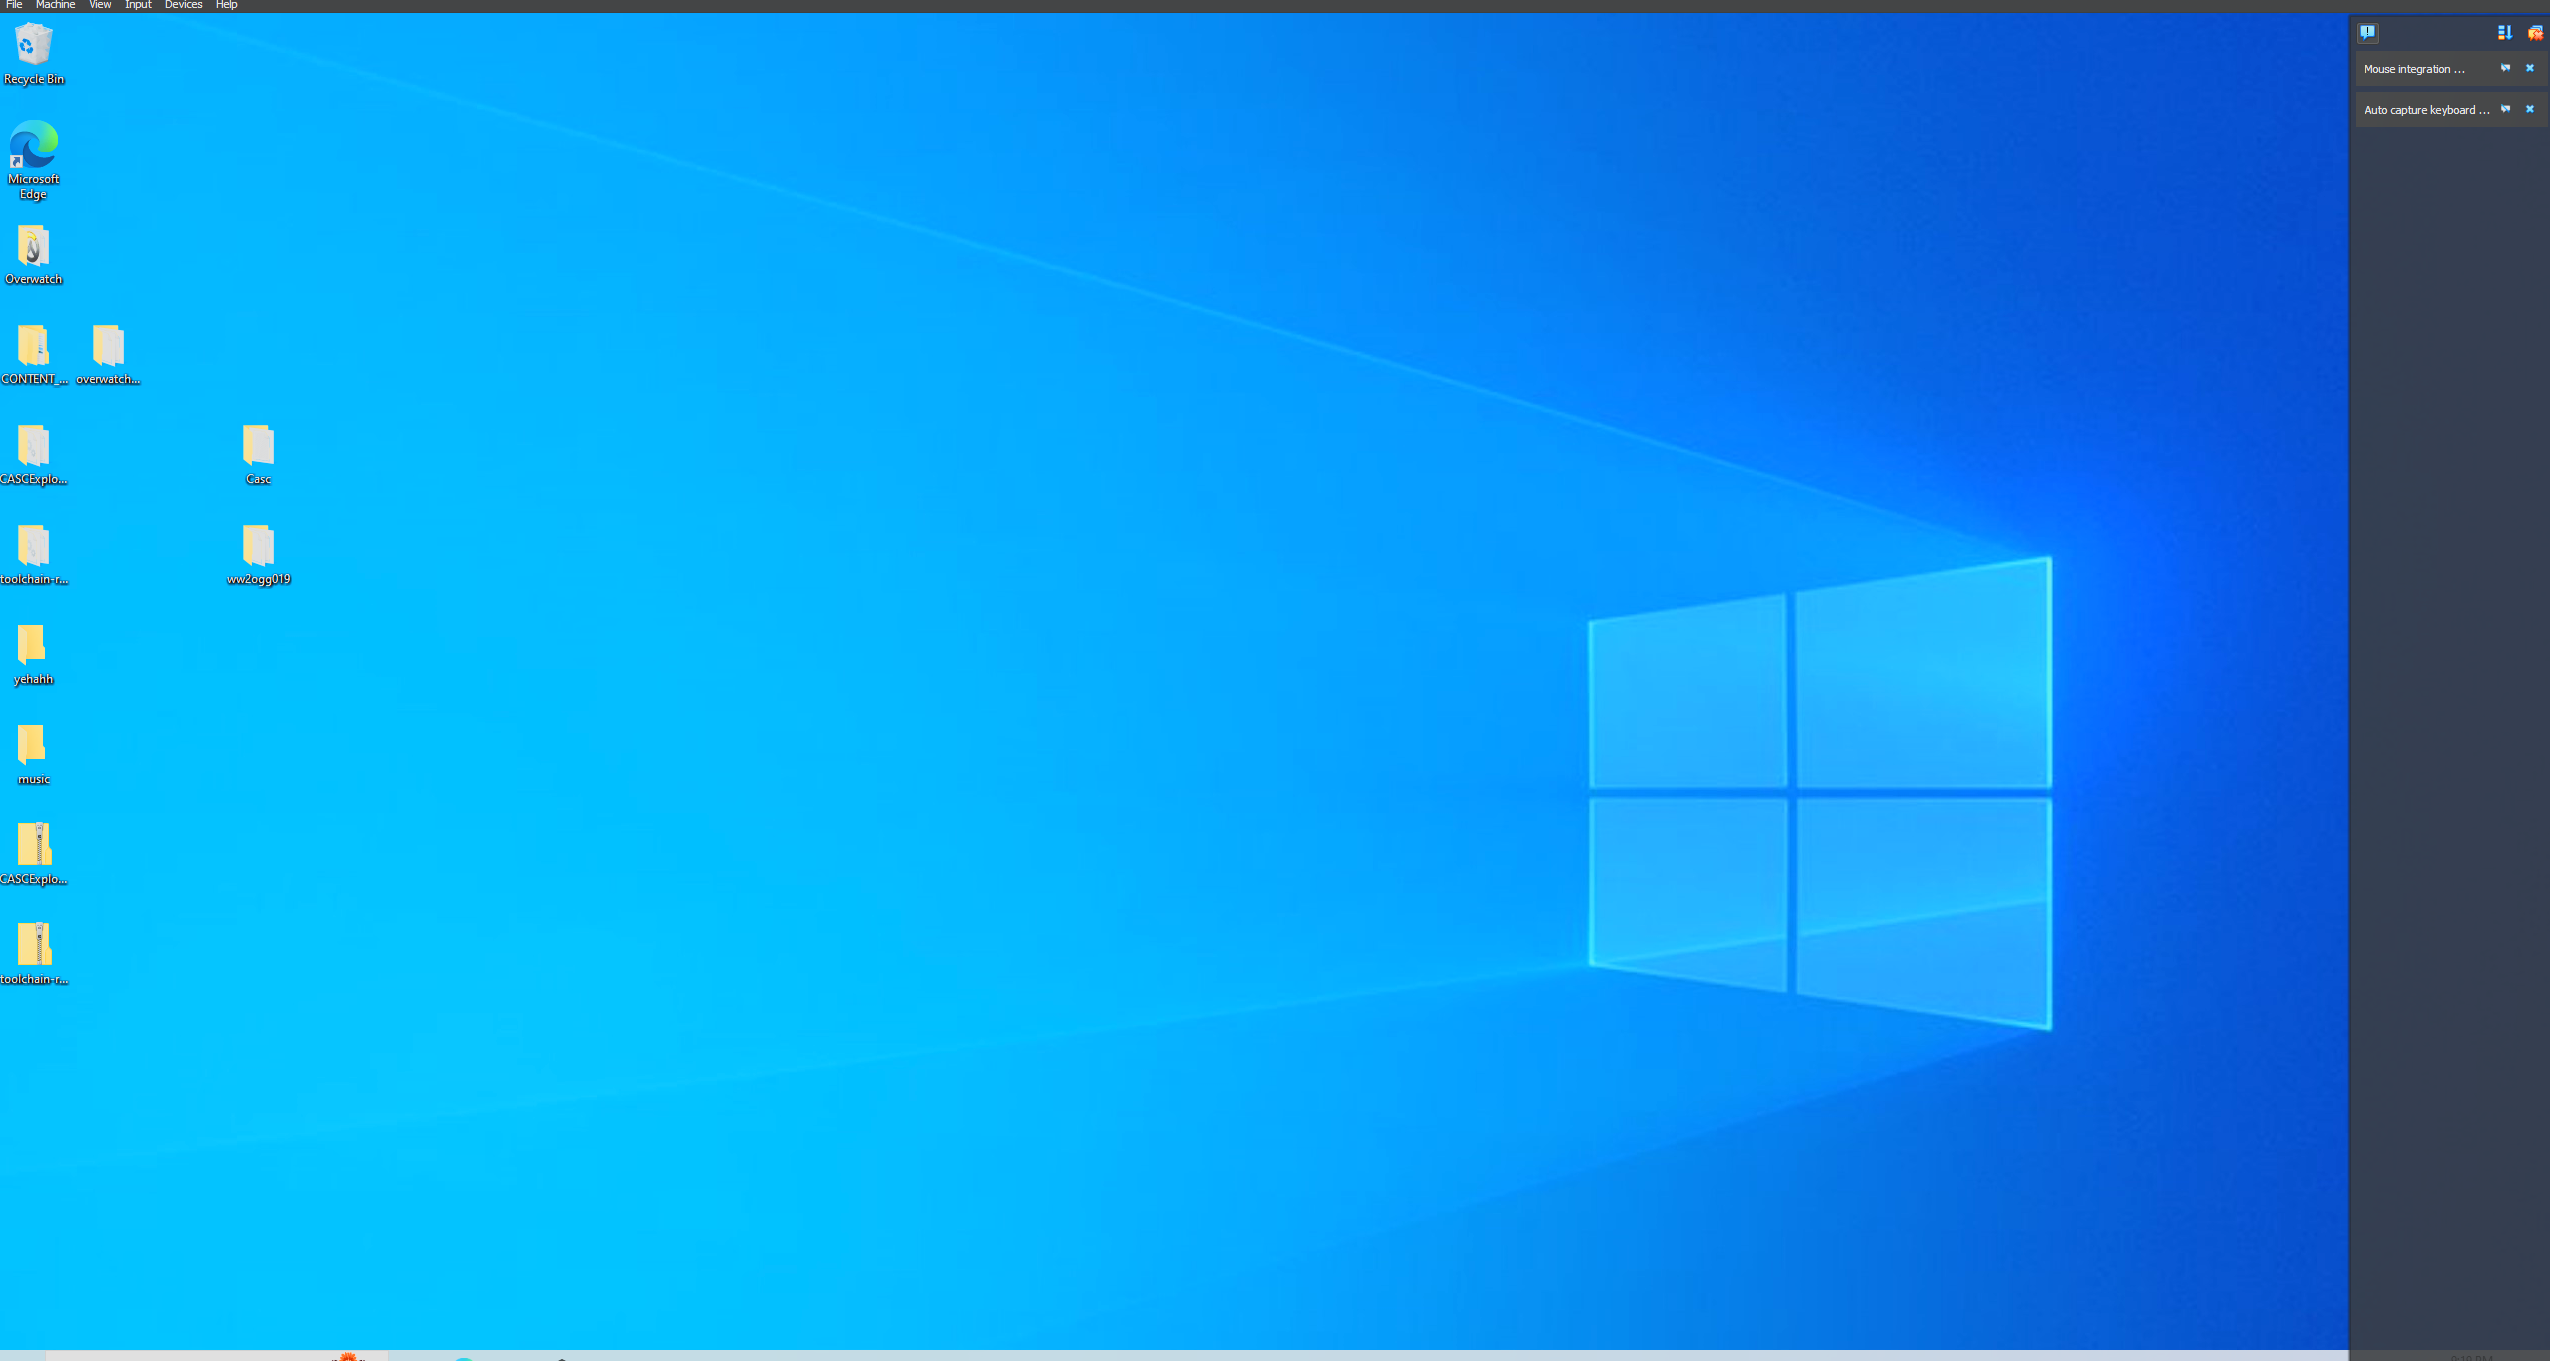 File Machine View Input Devices Help
Recycle Bin
Microsoft
Edge
Overwatch
CONTENT_... overwatch...
CASCExplo... Casc
toolchain-r... ww2ogg019
yehahh
music
CASCExplo...
toolchain-r...
Mouse integration ...
Auto capture keyboard ...